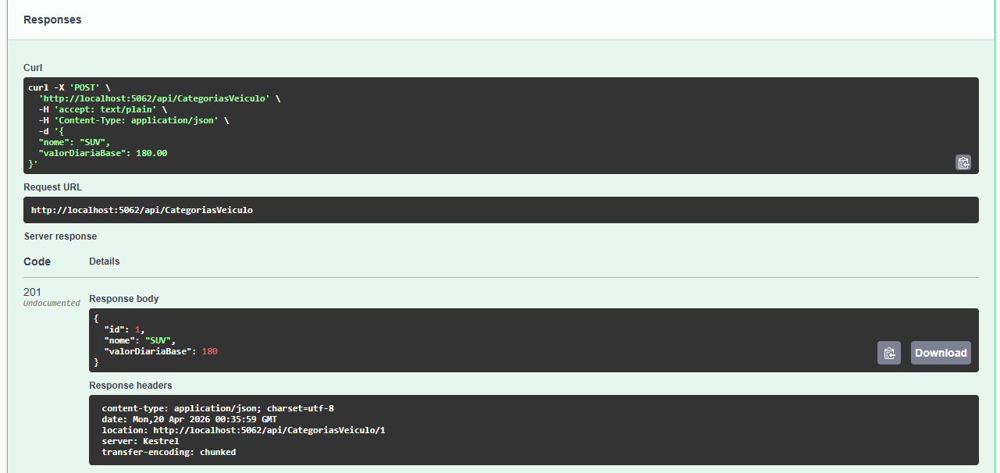 Responses
Curl
curl -X 'POST' \
  'http://localhost:5062/api/CategoriasVeiculo' \
  -H 'accept: text/plain' \
  -H 'Content-Type: application/json' \
  -d '{
  "nome": "SUV",
  "valorDiariaBase": 180.00
}'
Request URL
http://localhost:5062/api/CategoriasVeiculo
Server response
Code Details
201
Undocumented
Response body
{
  "id": 1,
  "nome": "SUV",
  "valorDiariaBase": 180
}
Download
Response headers
content-type: application/json; charset=utf-8
date: Mon,20 Apr 2026 00:35:59 GMT
location: http://localhost:5062/api/CategoriasVeiculo/1
server: Kestrel
transfer-encoding: chunked